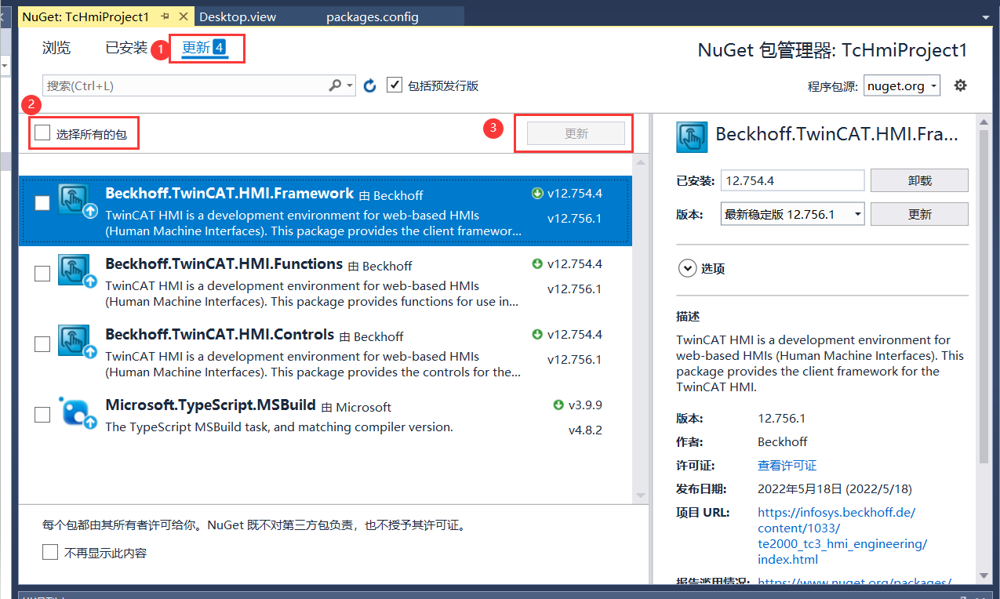 NuGet: TcHmiProject1
Desktop.view
packages.config
浏览
已安装
1
更新 4
NuGet 包管理器: TcHmiProject1
搜索(Ctrl+L)
包括预发行版
程序包源: nuget.org
2
选择所有的包
3
更新
Beckhoff.TwinCAT.HMI.Framework 由 Beckhoff
v12.754.4
TwinCAT HMI is a development environment for web-based HMIs
v12.756.1
(Human Machine Interfaces). This package provides the client framewor...
Beckhoff.TwinCAT.HMI.Functions 由 Beckhoff
v12.754.4
TwinCAT HMI is a development environment for web-based HMIs
v12.756.1
(Human Machine Interfaces). This package provides functions for use in...
Beckhoff.TwinCAT.HMI.Controls 由 Beckhoff
v12.754.4
TwinCAT HMI is a development environment for web-based HMIs
v12.756.1
(Human Machine Interfaces). This package provides the controls for the...
Microsoft.TypeScript.MSBuild 由 Microsoft
v3.9.9
The TypeScript MSBuild task, and matching compiler version.
v4.8.2
每个包都由其所有者许可给你。NuGet 既不对第三方包负责，也不授予其许可证。
不再显示此内容
Beckhoff.TwinCAT.HMI.Fra...
已安装: 12.754.4 卸载
版本: 最新稳定版 12.756.1 更新
选项
描述
TwinCAT HMI is a development environment for
web-based HMIs (Human Machine Interfaces). This
package provides the client framework for the
TwinCAT HMI.
版本: 12.756.1
作者: Beckhoff
许可证: 查看许可证
发布日期: 2022年5月18日 (2022/5/18)
项目 URL: https://infosys.beckhoff.de/
content/1033/
te2000_tc3_hmi_engineering/
index.html
报告滥用情况: https://www.nuget.org/packages/